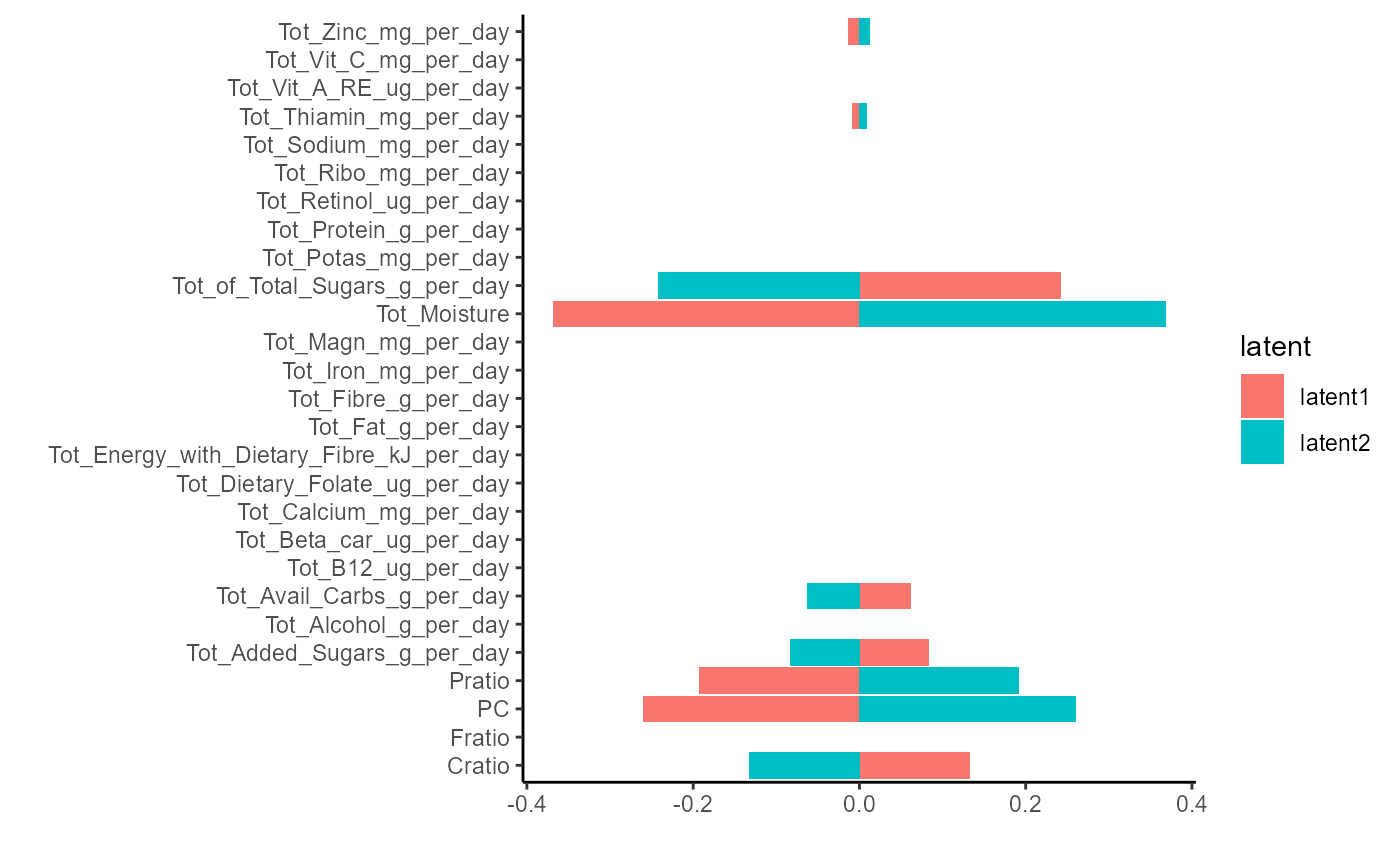 Tot_Zinc_mg_per_day
Tot_Vit_C_mg_per_day
Tot_Vit_A_RE_ug_per_day
Tot_Thiamin_mg_per_day
Tot_Sodium_mg_per_day
Tot_Ribo_mg_per_day
Tot_Retinol_ug_per_day
Tot_Protein_g_per_day
Tot_Potas_mg_per_day
Tot_of_Total_Sugars_g_per_day
Tot_Moisture
Tot_Magn_mg_per_day
Tot_Iron_mg_per_day
Tot_Fibre_g_per_day
Tot_Fat_g_per_day
Tot_Energy_with_Dietary_Fibre_kJ_per_day
Tot_Dietary_Folate_ug_per_day
Tot_Calcium_mg_per_day
Tot_Beta_car_ug_per_day
Tot_B12_ug_per_day
Tot_Avail_Carbs_g_per_day
Tot_Alcohol_g_per_day
Tot_Added_Sugars_g_per_day
Pratio
PC
Fratio
Cratio
-0.4 -0.2 0.0 0.2 0.4
latent
latent1
latent2